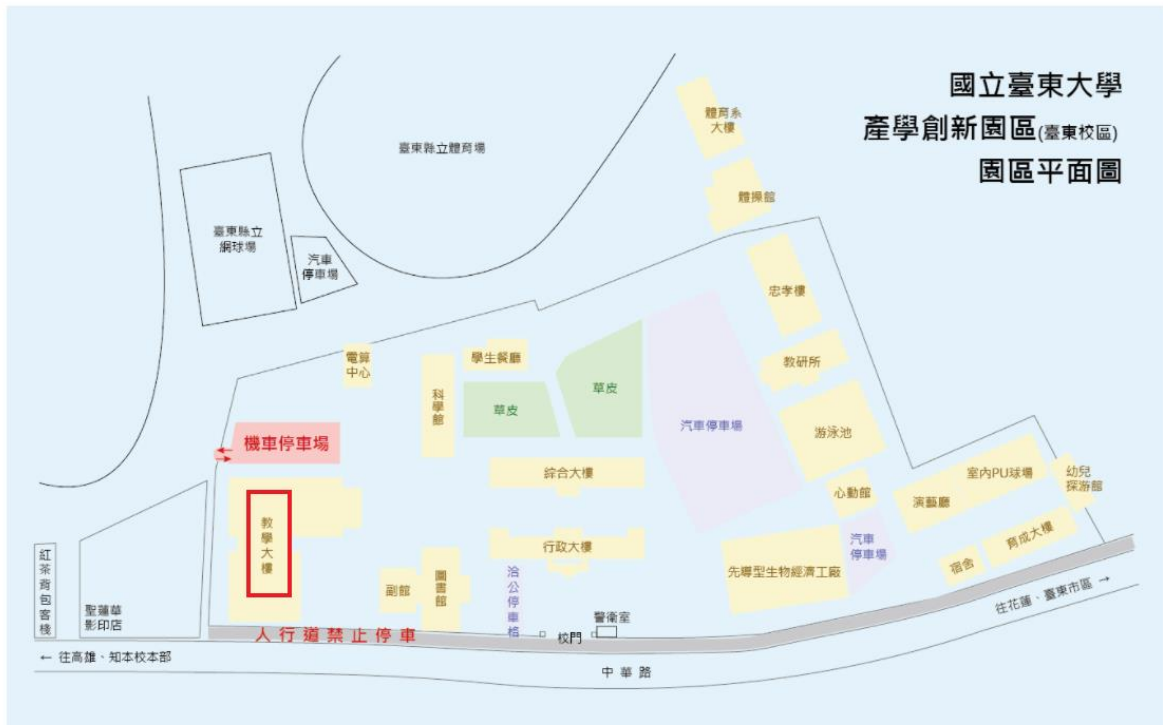 國立臺東大學
產學創新園區(臺東校區)
園區平面圖
體育系
大樓
體操館
臺東縣立體育場
臺東縣立
網球場
汽車
停車場
忠孝樓
教研所
游泳池
電算
中心
科學館
學生餐廳
草皮
草皮
汽車停車場
機車停車場
綜合大樓
室內PU球場
幼兒
探游館
心動館
演藝廳
教學大樓
行政大樓
汽車
停車場
育成大樓
先導型生物經濟工廠
宿舍
紅茶背包客棧
聖蓮華
影印店
副館
圖書館
洽公停車格
警衛室
校門
往花蓮、臺東市區 →
人行道禁止停車
← 往高雄、知本校本部
中華路